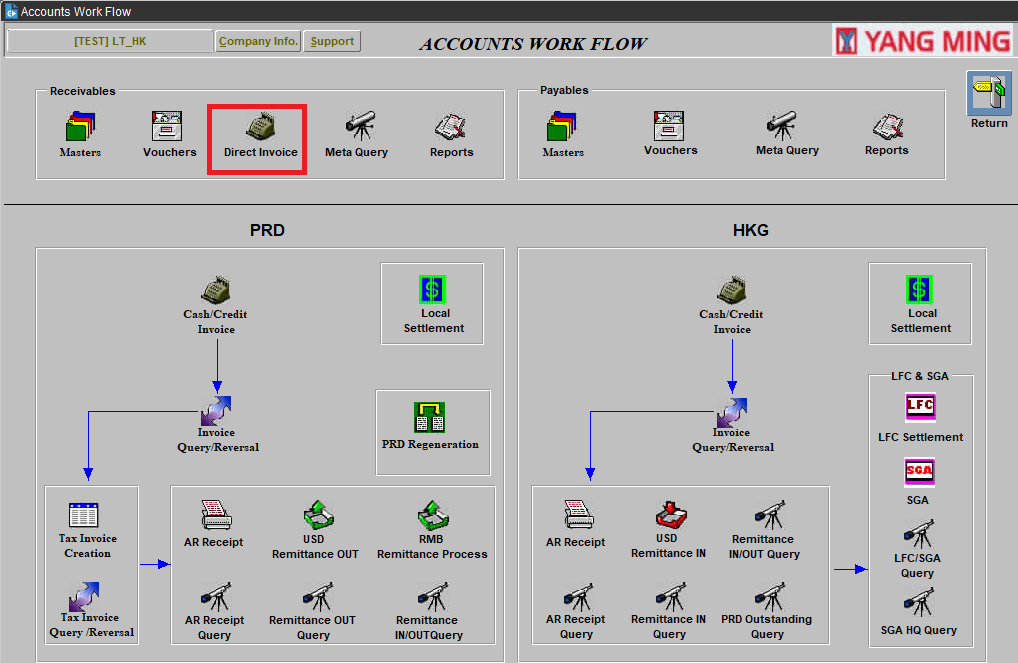 Accounts Work Flow
[TEST] LT_HK
Company Info.
Support
ACCOUNTS WORK FLOW
YANG MING
Receivables
Masters
Vouchers
Direct Invoice
Meta Query
Reports
Payables
Masters
Vouchers
Meta Query
Reports
Return
PRD
Cash/Credit
Invoice
Local
Settlement
Invoice
Query/Reversal
PRD Regeneration
Tax Invoice
Creation
Tax Invoice
Query /Reversal
AR Receipt
USD
Remittance OUT
RMB
Remittance Process
AR Receipt
Query
Remittance OUT
Query
Remittance
IN/OUTQuery
HKG
Cash/Credit
Invoice
Local
Settlement
Invoice
Query/Reversal
AR Receipt
USD
Remittance IN
Remittance
IN/OUT Query
AR Receipt
Query
Remittance IN
Query
PRD Outstanding
Query
LFC & SGA
LFC
LFC Settlement
SGA
SGA
LFC/SGA
Query
SGA HQ Query